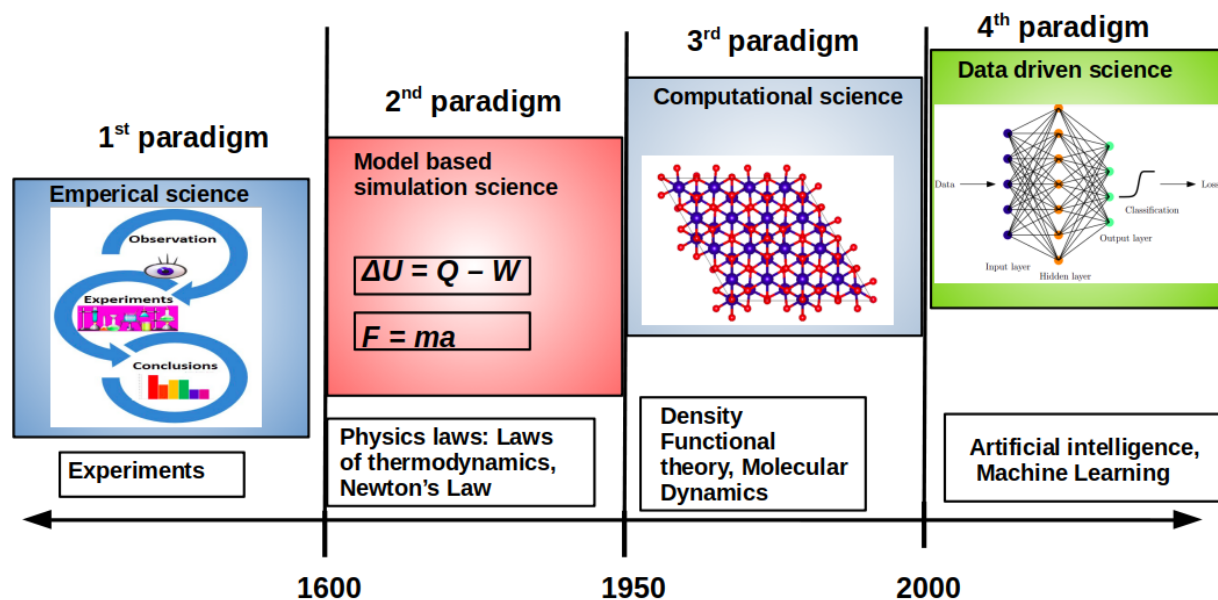 1st paradigm
Emperical science
Observation
Experiments
Conclusions
Experiments
2nd paradigm
Model based
simulation science
ΔU = Q – W
F = ma
Physics laws: Laws
of thermodynamics,
Newton's Law
3rd paradigm
Computational science
Density
Functional
theory, Molecular
Dynamics
4th paradigm
Data driven science
Data
Loss
Classification
Output layer
Input layer
Hidden layer
Artificial intelligence,
Machine Learning
1600
1950
2000